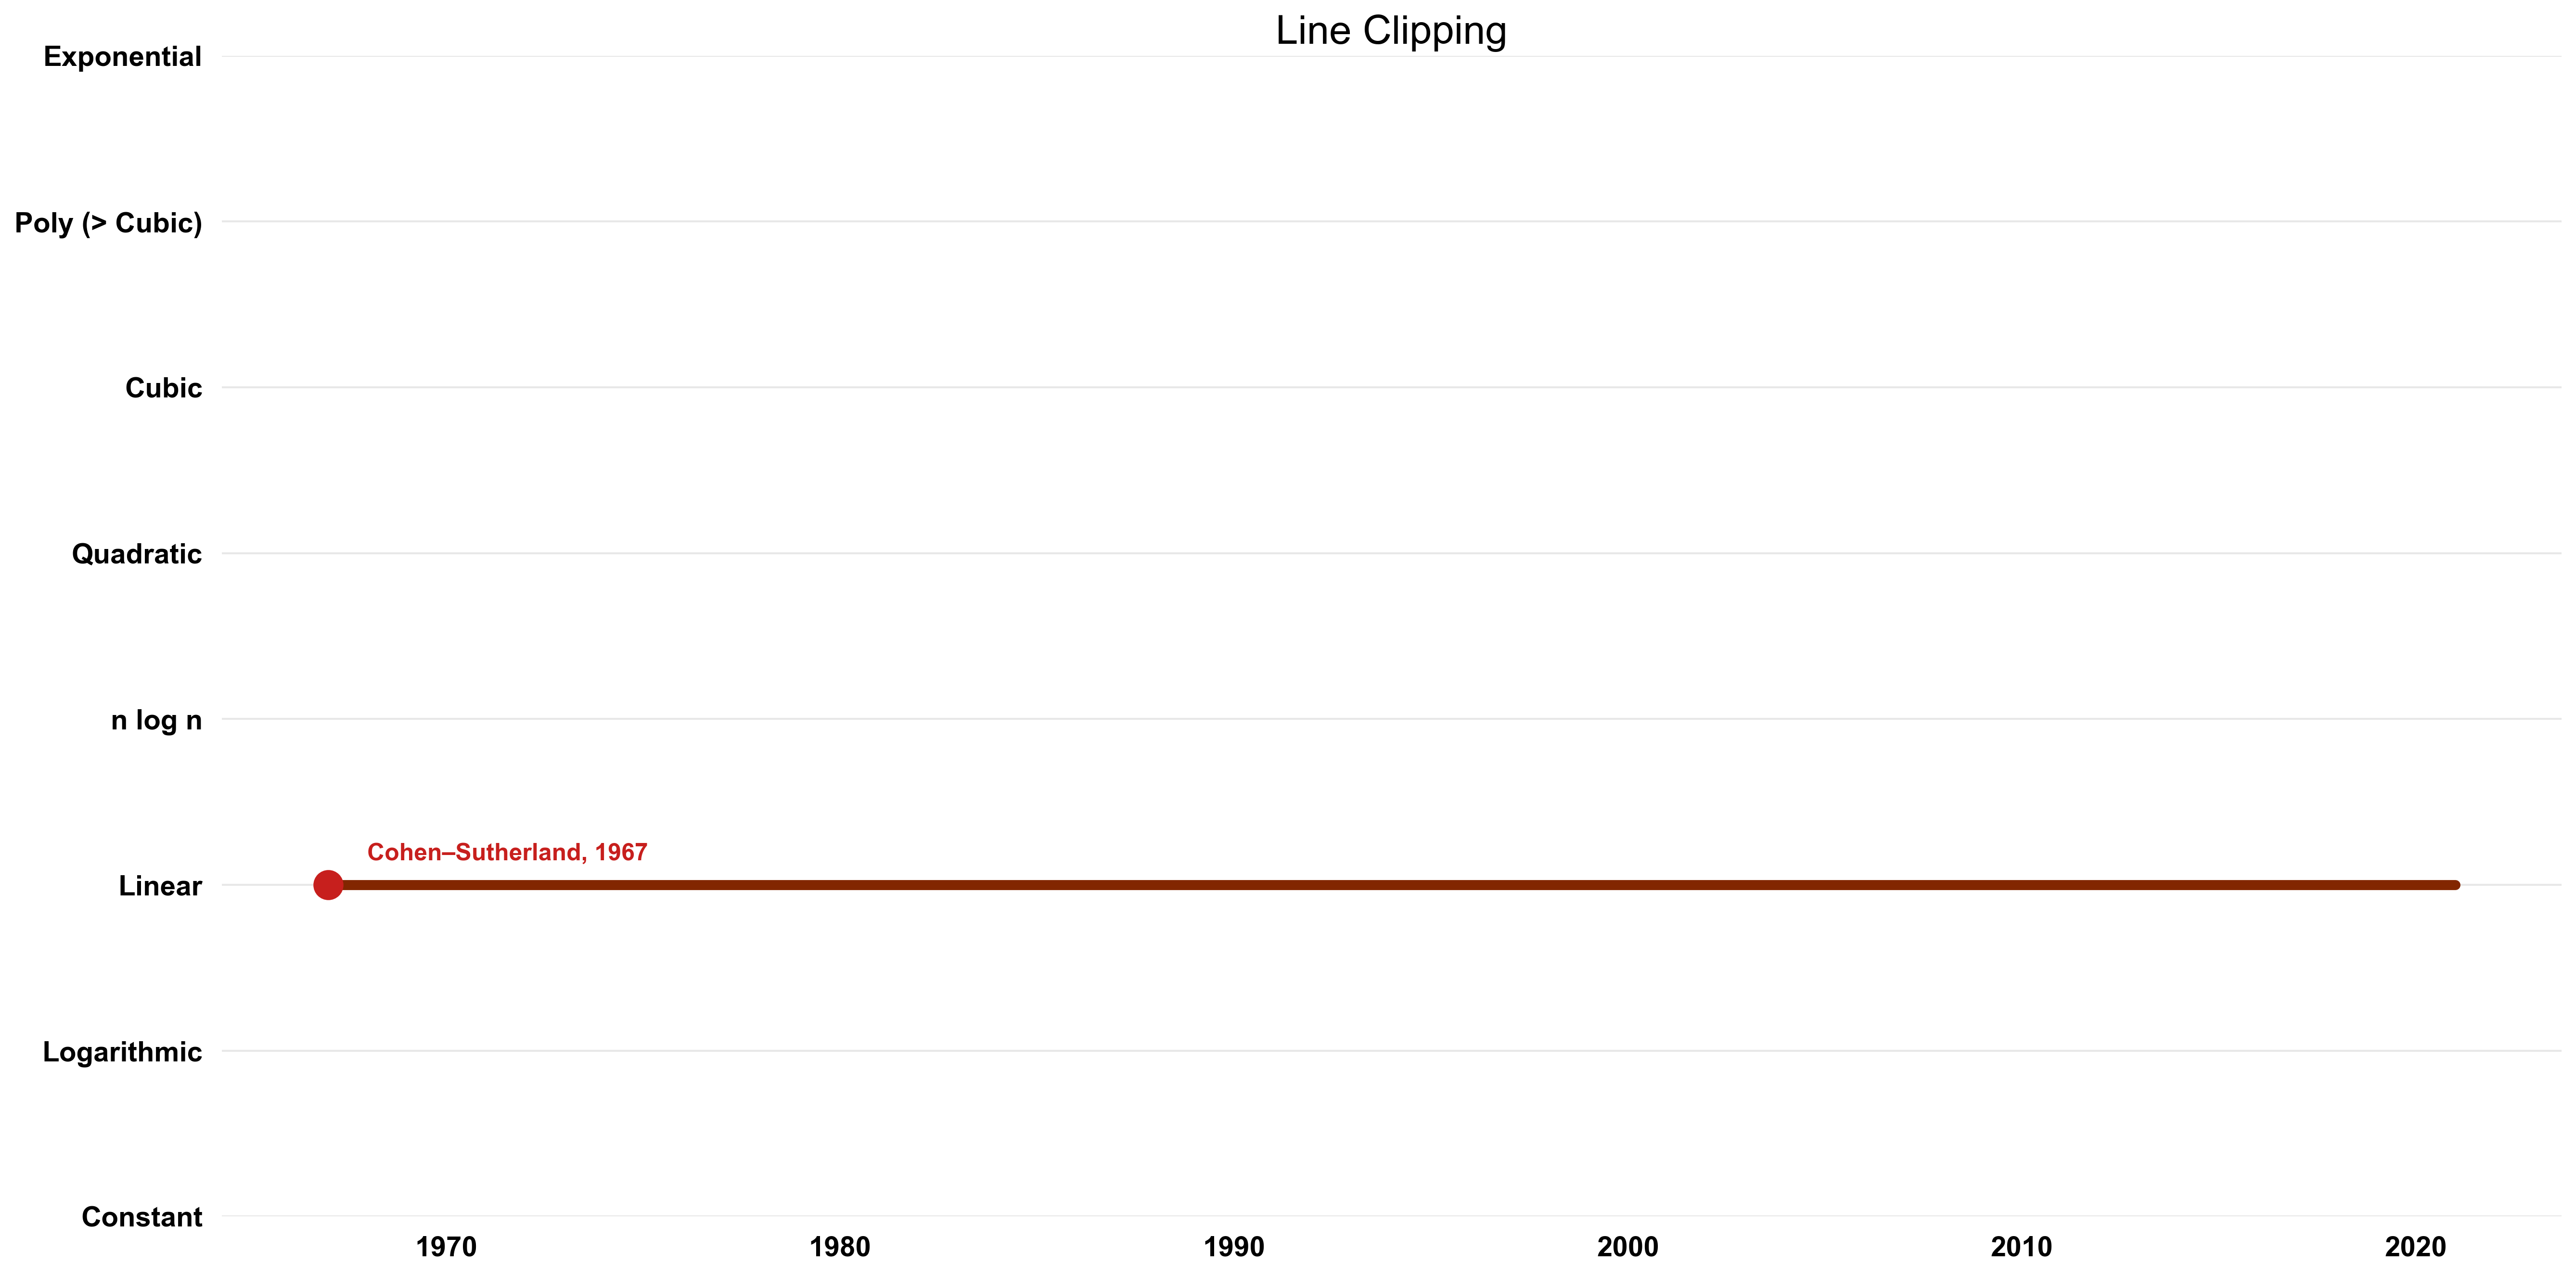 Line Clipping
Exponential
Poly (> Cubic)
Cubic
Quadratic
n log n
Cohen–Sutherland, 1967
Linear
Logarithmic
Constant
1970 1980 1990 2000 2010 2020